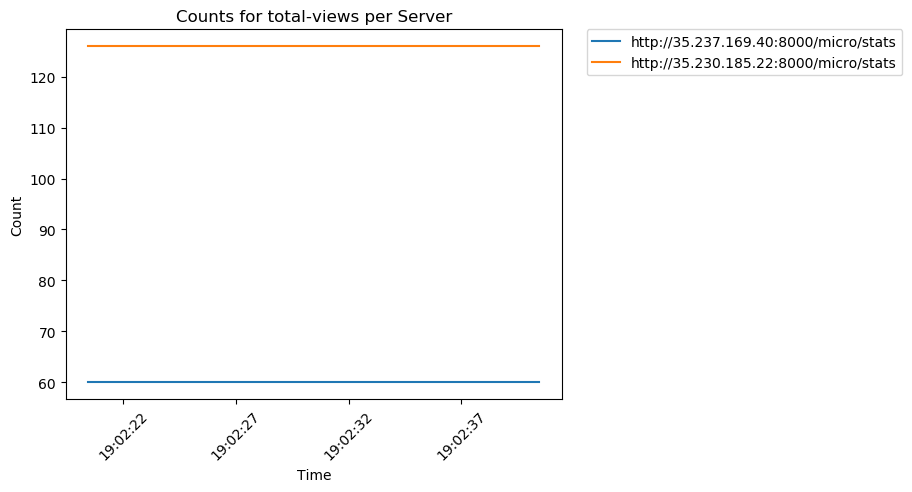 Counts for total-views per Server
http://35.237.169.40:8000/micro/stats
http://35.230.185.22:8000/micro/stats
Count
120
110
100
90
80
70
60
19:02:22
19:02:27
19:02:32
19:02:37
Time